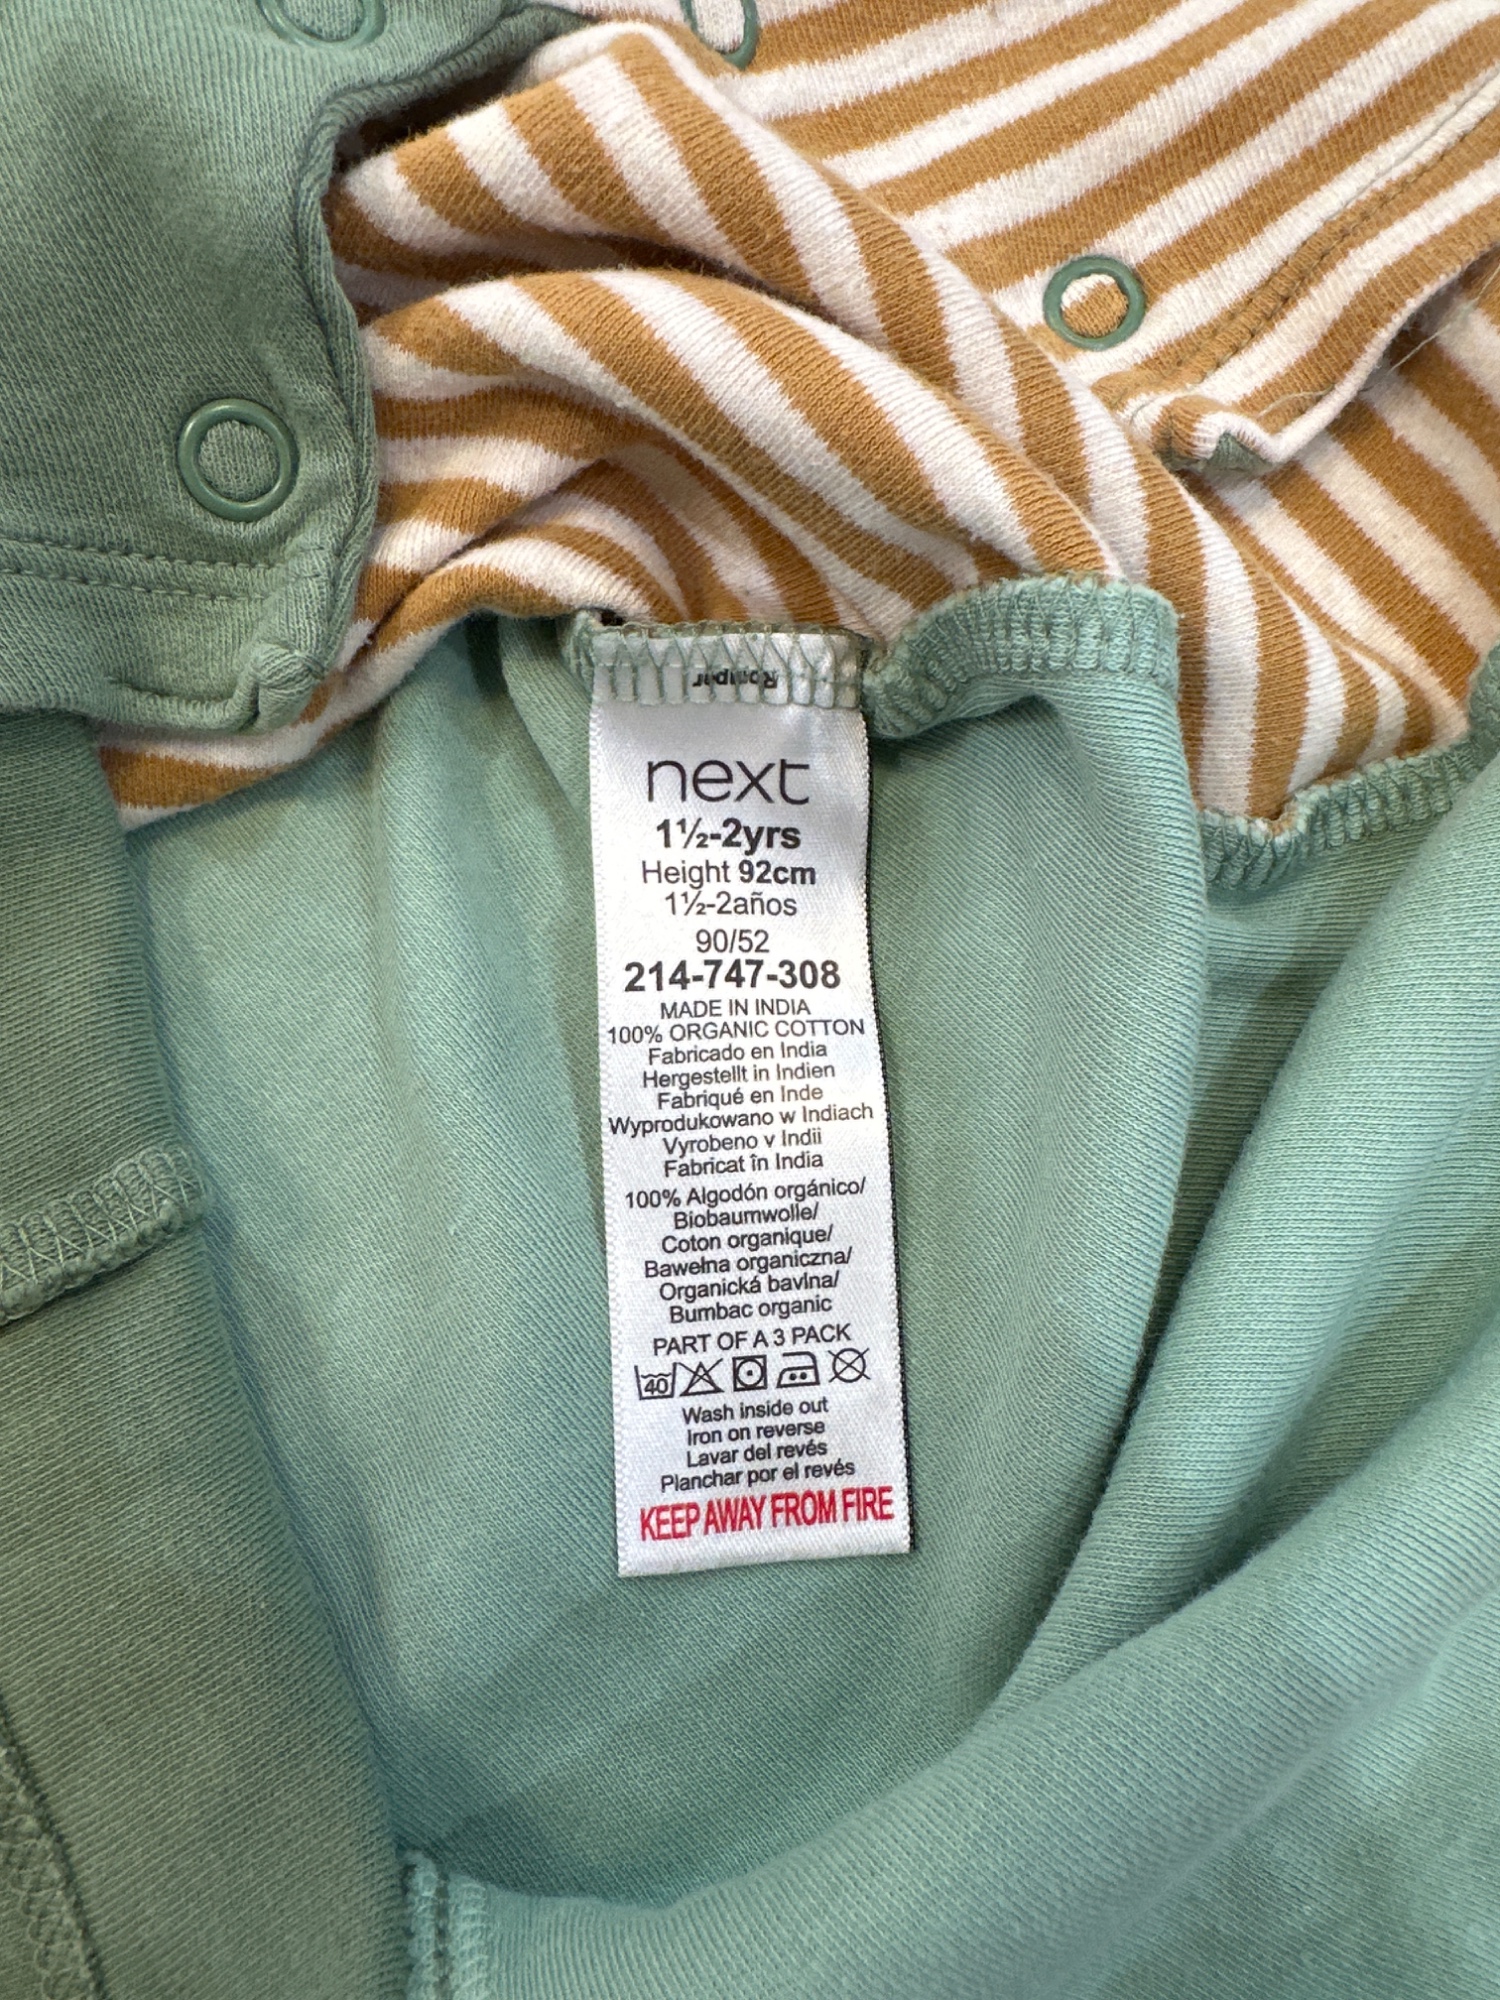 Romper
next
1½-2yrs
Height 92cm
1½-2años
90/52
214-747-308
MADE IN INDIA
100% ORGANIC COTTON
Fabricado en India
Hergestellt in Indien
Fabriqué en Inde
Wyprodukowano w Indiach
Vyrobeno v Indii
Fabricat în India
100% Algodón orgánico/
Biobaumwolle/
Coton organique/
Bawełna organiczna/
Organická bavlna/
Bumbac organic
PART OF A 3 PACK
40
Wash inside out
Iron on reverse
Lavar del revés
Planchar por el revés
KEEP AWAY FROM FIRE